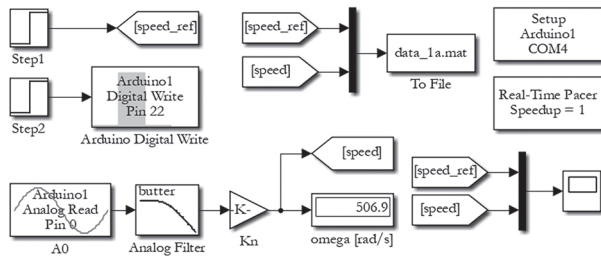 [speed_ref]
Step1
Arduino1
Digital Write
Pin 22
Step2
Arduino Digital Write
[speed_ref]
[speed]
data_1a.mat
To File
Setup
Arduino1
COM4
Real-Time Pacer
Speedup = 1
Arduino1
Analog Read
Pin 0
A0
butter
Analog Filter
-K-
Kn
[speed]
506.9
omega [rad/s]
[speed_ref]
[speed]